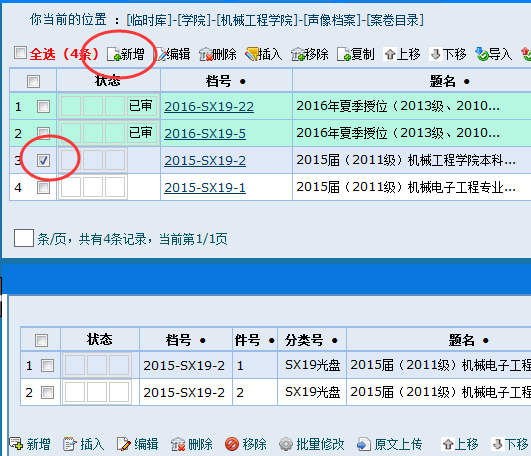 你当前的位置 ：[临时库]-[学院]-[机械工程学院]-[声像档案]-[案卷目录]
全选（4条） 新增 编辑 删除 插入 移除 复制 上移 下移 导入
状态 档号 • 题名 •
1 已审 2016-SX19-22 2016年夏季授位（2013级、2010...
2 已审 2016-SX19-5 2016年夏季授位（2013级、2010...
3 2015-SX19-2 2015届（2011级）机械工程学院本科...
4 2015-SX19-1 2015届（2011级）机械电子工程专业...
条/页，共有4条记录，当前第1/1页
状态 档号 • 件号 • 分类号 • 题名 •
1 2015-SX19-2 1 SX19光盘 2015届（2011级）机械电子工程
2 2015-SX19-2 2 SX19光盘 2015届（2011级）机械电子工程
新增 插入 编辑 删除 移除 批量修改 原文上传 上移 下移